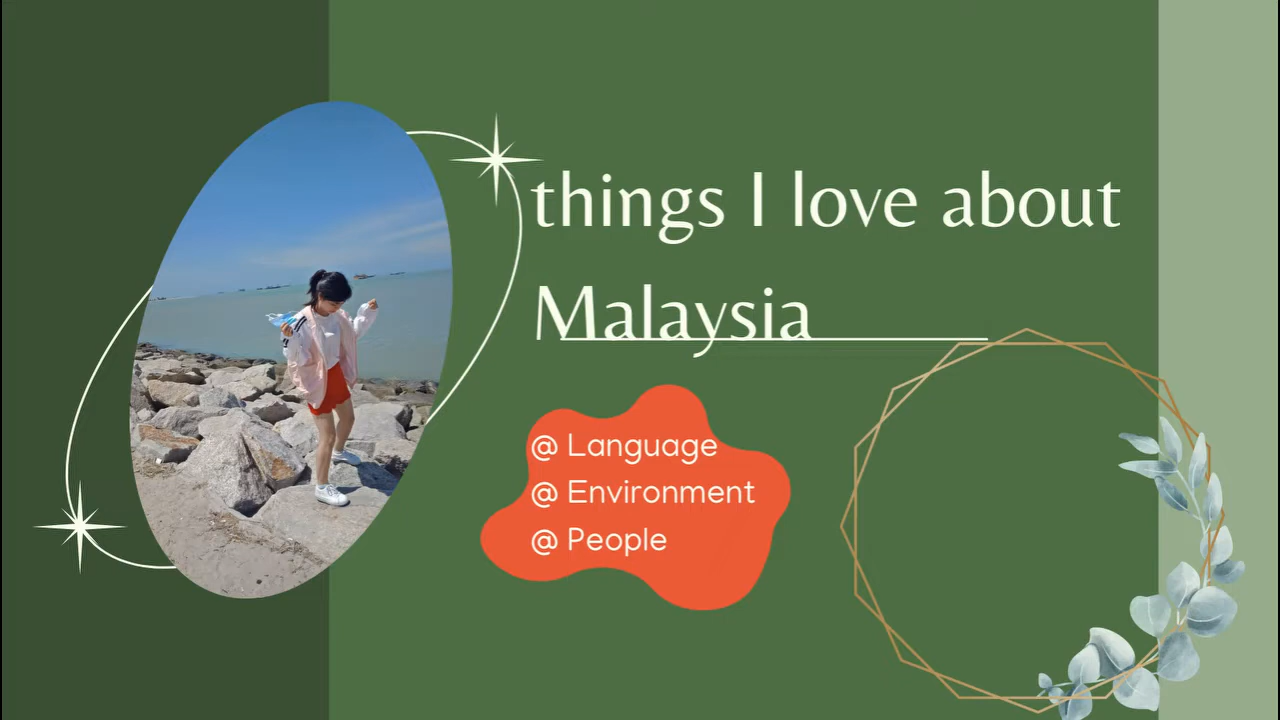 things I love about
Malaysia
@ Language
@ Environment
@ People